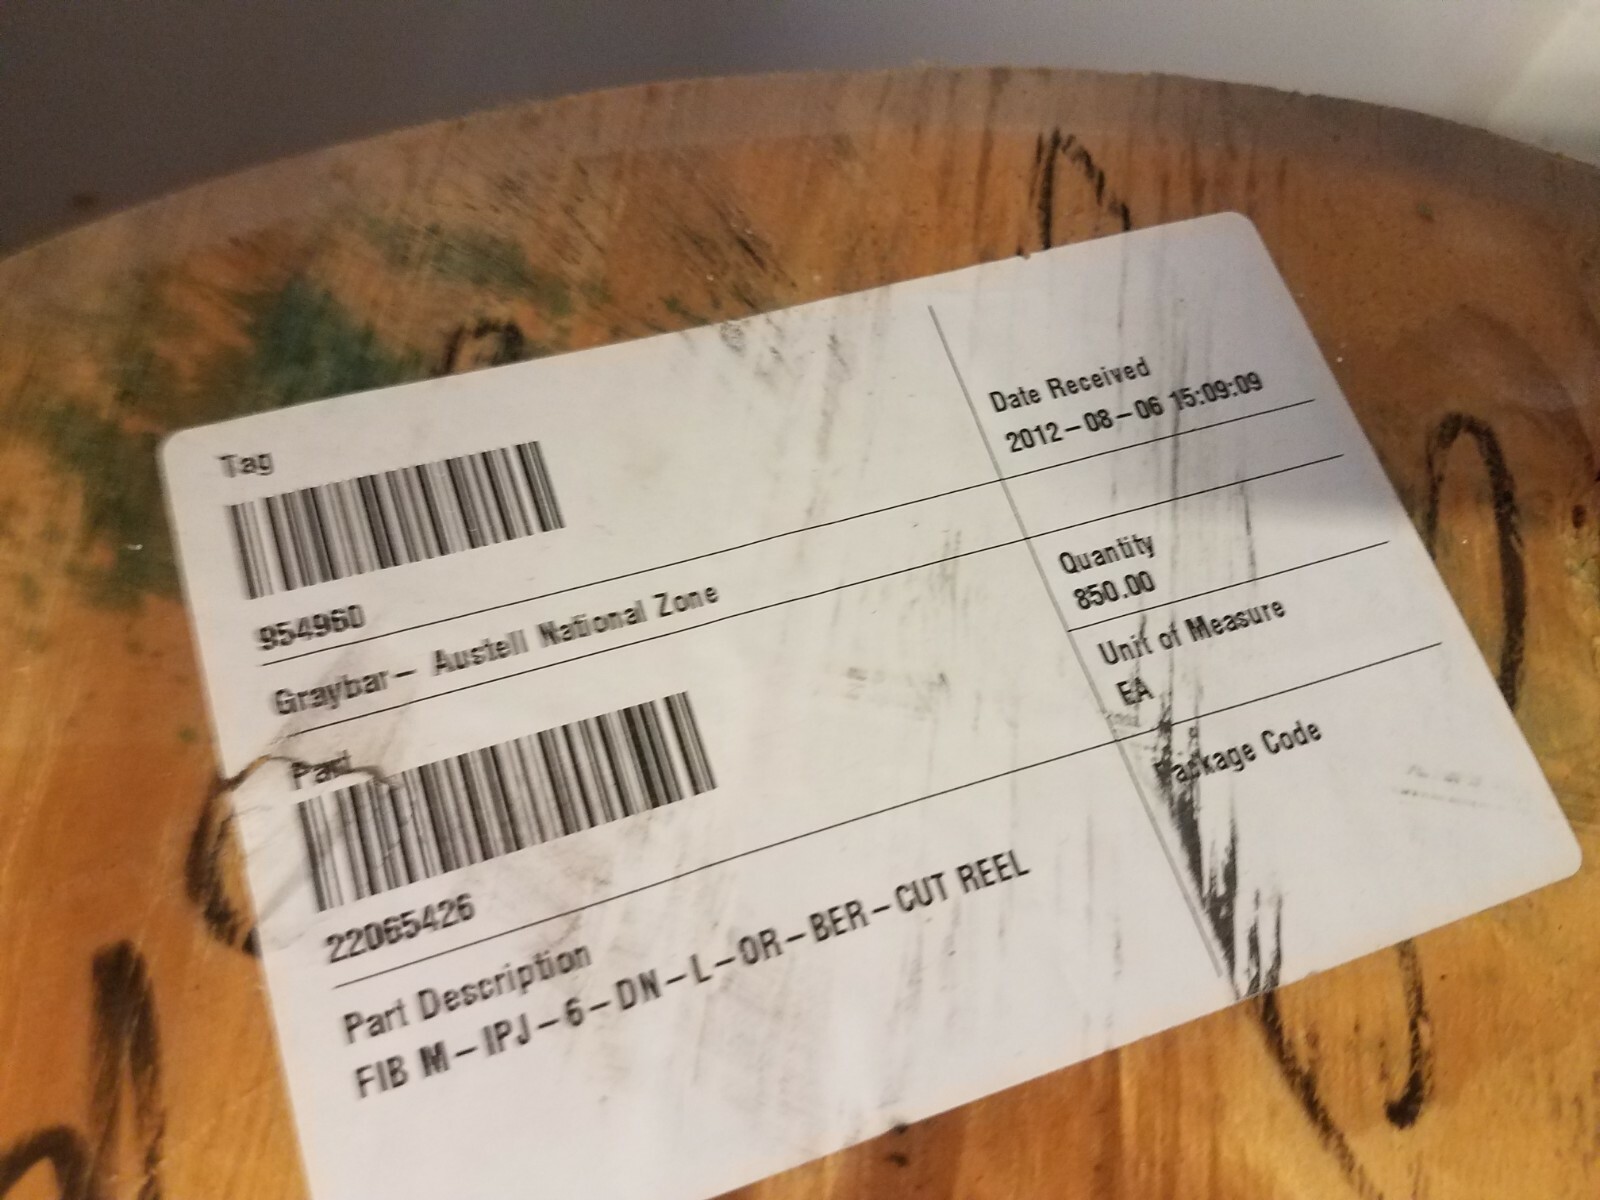 Tag
954960
Graybar- Austell National Zone
Part
22065426
Part Description
FIB M-IPJ-6-DN-L-OR-BER-CUT REEL
Date Received
2012-08-06 15:09:09
Quantity
850.00
Unit of Measure
EA
Package Code